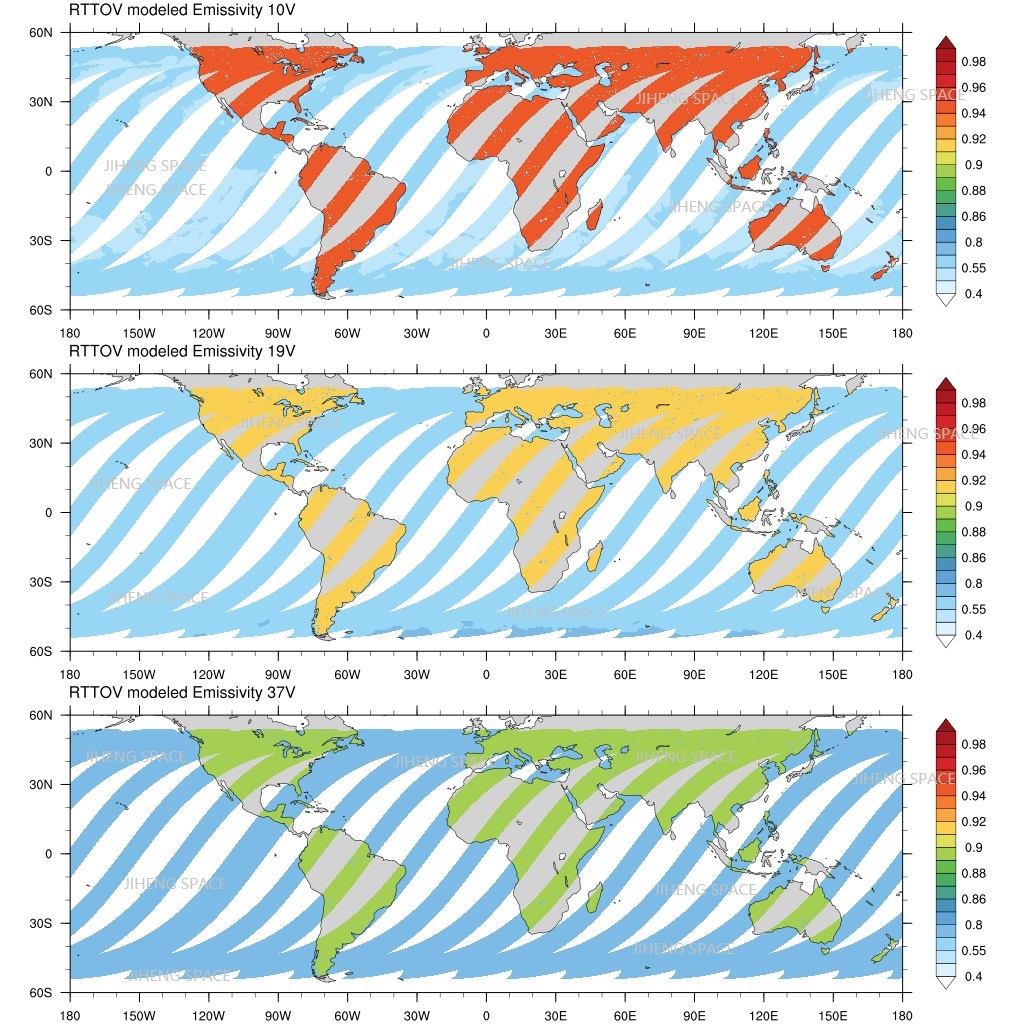 RTTOV modeled Emissivity 10V
60N
30N
0
30S
60S
180 150W 120W 90W 60W 30W 0 30E 60E 90E 120E 150E 180
0.98
0.96
0.94
0.92
0.9
0.88
0.86
0.8
0.55
0.4
JIHENG SPACE
JIHENG SPACE
JIHENG SPACE
JIHENG SPACE
JIHENG SPACE
JIHENG SPACE
RTTOV modeled Emissivity 19V
60N
30N
0
30S
60S
180 150W 120W 90W 60W 30W 0 30E 60E 90E 120E 150E 180
0.98
0.96
0.94
0.92
0.9
0.88
0.86
0.8
0.55
0.4
JIHENG SPACE
JIHENG SPACE
JIHENG SPACE
JIHENG SPACE
JIHENG SPACE
JIHENG SPACE
JIHENG SPACE
RTTOV modeled Emissivity 37V
60N
30N
0
30S
60S
180 150W 120W 90W 60W 30W 0 30E 60E 90E 120E 150E 180
0.98
0.96
0.94
0.92
0.9
0.88
0.86
0.8
0.55
0.4
JIHENG SPACE
JIHENG SPACE
JIHENG SPACE
JIHENG SPACE
JIHENG SPACE
JIHENG SPACE
JIHENG SPACE
JIHENG SPACE